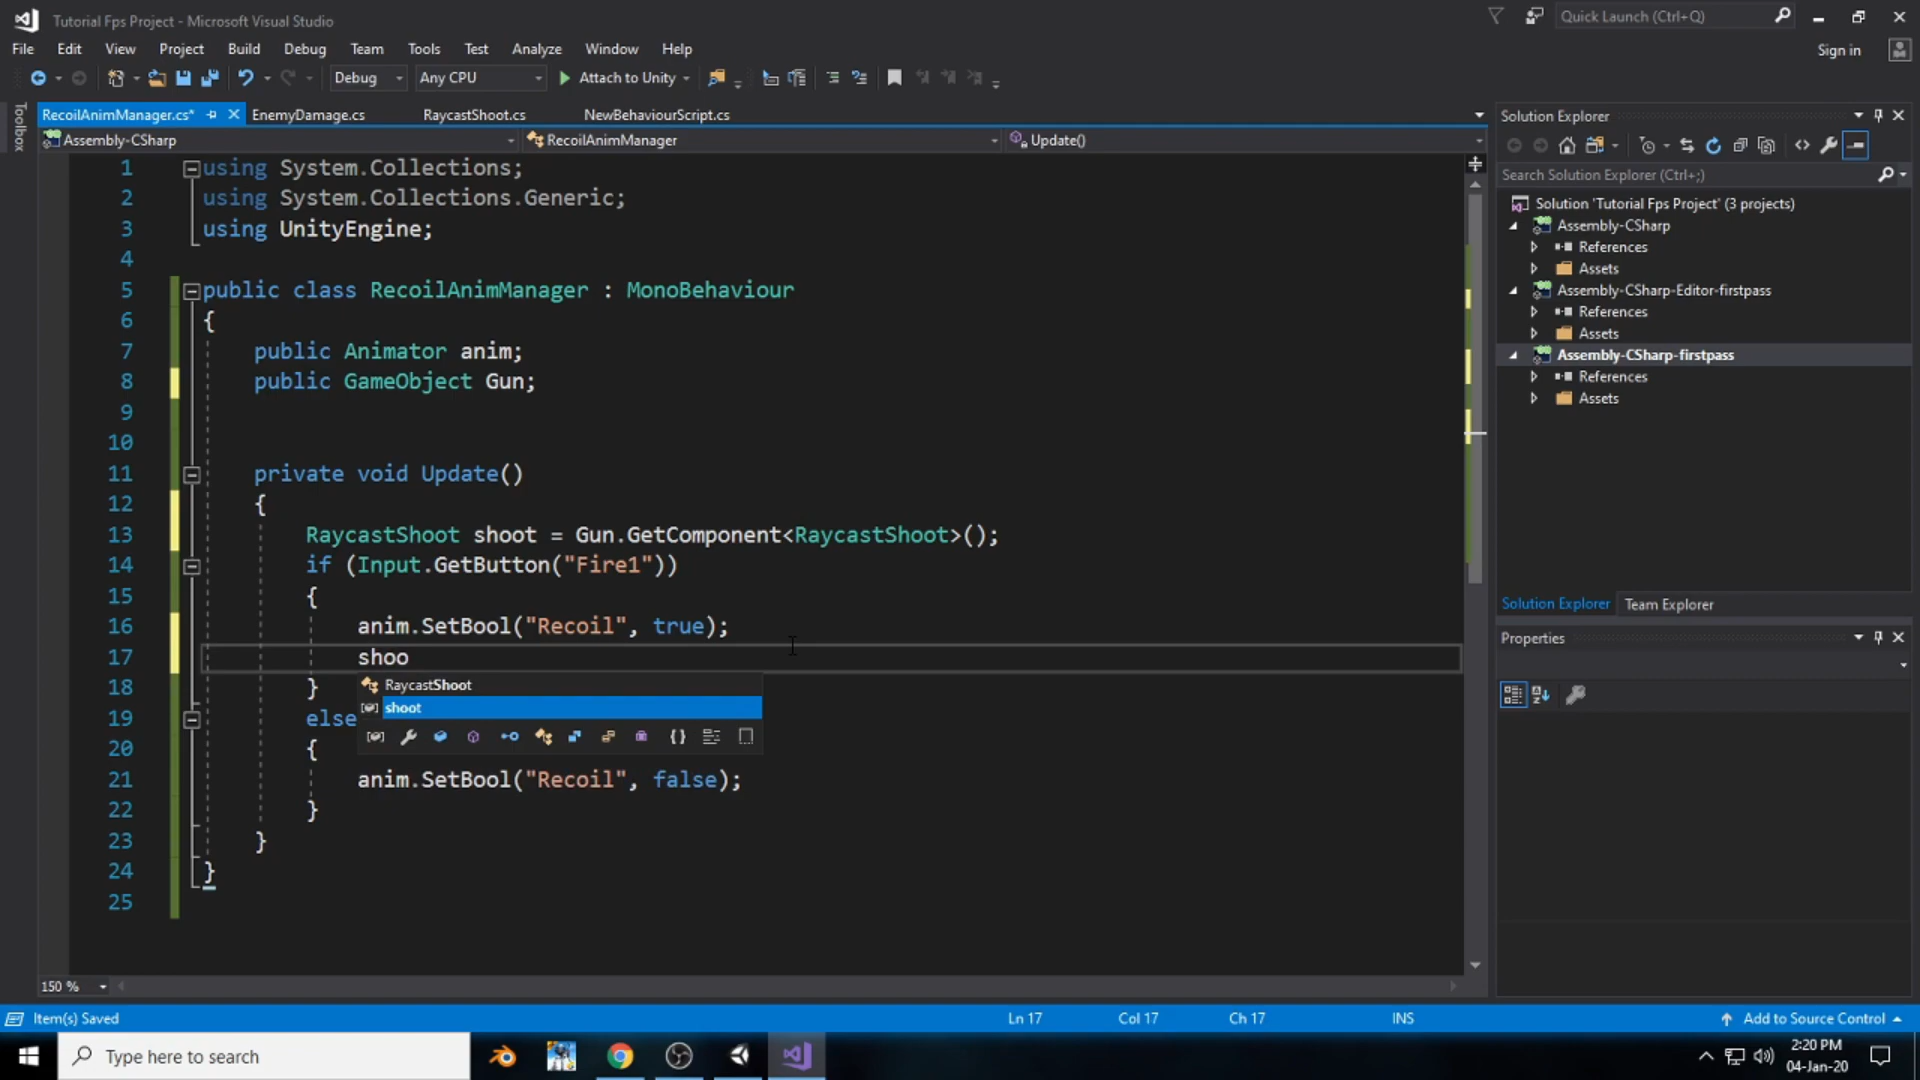 Tutorial Fps Project - Microsoft Visual Studio
Quick Launch (Ctrl+Q)
File Edit View Project Build Debug Team Tools Test Analyze Window Help
Sign in
Debug Any CPU Attach to Unity
Toolbox
RecoilAnimManager.cs* EnemyDamage.cs RaycastShoot.cs NewBehaviourScript.cs
Assembly-CSharp RecoilAnimManager Update()
1 using System.Collections;
2 using System.Collections.Generic;
3 using UnityEngine;
4
5 public class RecoilAnimManager : MonoBehaviour
6 {
7 public Animator anim;
8 public GameObject Gun;
9
10
11 private void Update()
12 {
13 RaycastShoot shoot = Gun.GetComponent<RaycastShoot>();
14 if (Input.GetButton("Fire1"))
15 {
16 anim.SetBool("Recoil", true);
17 shoo
RaycastShoot
shoot
18 }
19 else
20 {
21 anim.SetBool("Recoil", false);
22 }
23 }
24 }
25
150 %
Solution Explorer
Search Solution Explorer (Ctrl+;)
Solution 'Tutorial Fps Project' (3 projects)
Assembly-CSharp
References
Assets
Assembly-CSharp-Editor-firstpass
References
Assets
Assembly-CSharp-firstpass
References
Assets
Solution Explorer Team Explorer
Properties
Item(s) Saved Ln 17 Col 17 Ch 17 INS Add to Source Control
Type here to search
2:20 PM
04-Jan-20